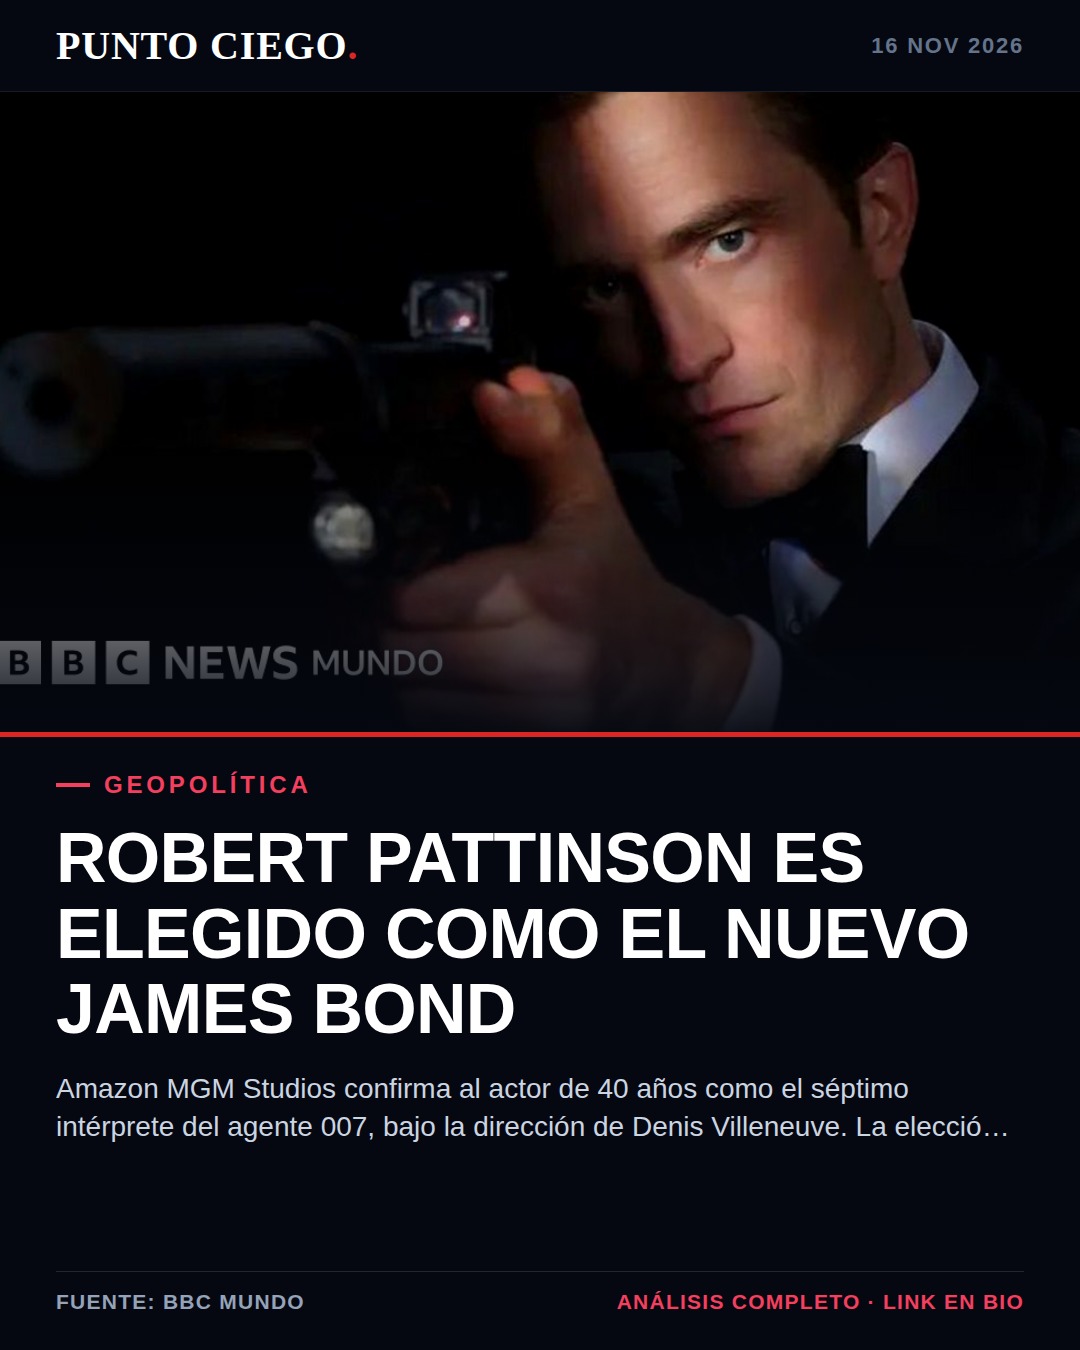 PUNTO CIEGO.
16 NOV 2026
BBC NEWS MUNDO
GEOPOLÍTICA
ROBERT PATTINSON ES
ELEGIDO COMO EL NUEVO
JAMES BOND
Amazon MGM Studios confirma al actor de 40 años como el séptimo
intérprete del agente 007, bajo la dirección de Denis Villeneuve. La elecció…
FUENTE: BBC MUNDO
ANÁLISIS COMPLETO · LINK EN BIO